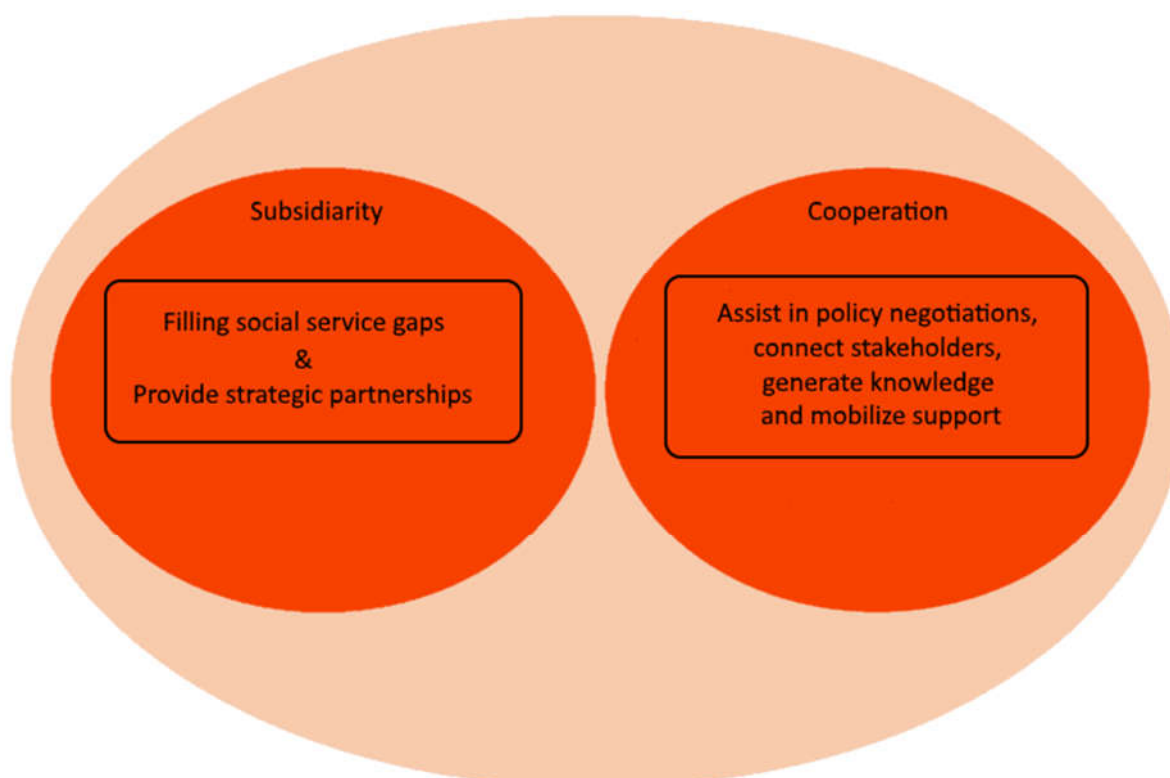 Subsidiarity
Filling social service gaps
&
Provide strategic partnerships
Cooperation
Assist in policy negotiations,
connect stakeholders,
generate knowledge
and mobilize support